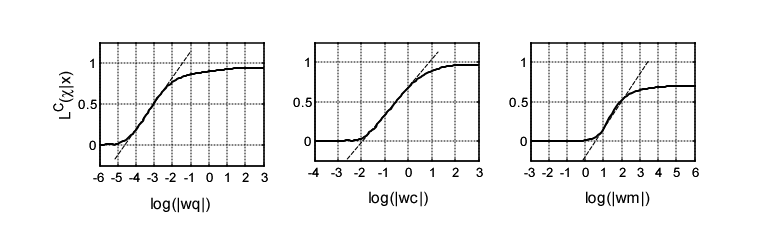 1
1
1
L^C(χ|x)
0.5
0.5
0.5
0
0
0
-6 -5 -4 -3 -2 -1 0 1 2 3
-4 -3 -2 -1 0 1 2 3
-3 -2 -1 0 1 2 3 4 5 6
log(|wq|)
log(|wc|)
log(|wm|)